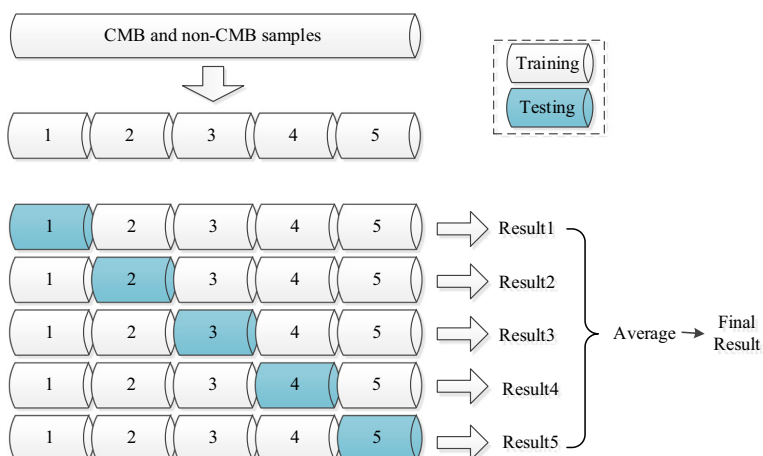 CMB and non-CMB samples
Training
Testing
1 2 3 4 5
1 2 3 4 5 Result1
1 2 3 4 5 Result2
1 2 3 4 5 Result3
1 2 3 4 5 Result4
1 2 3 4 5 Result5
Average
Final
Result